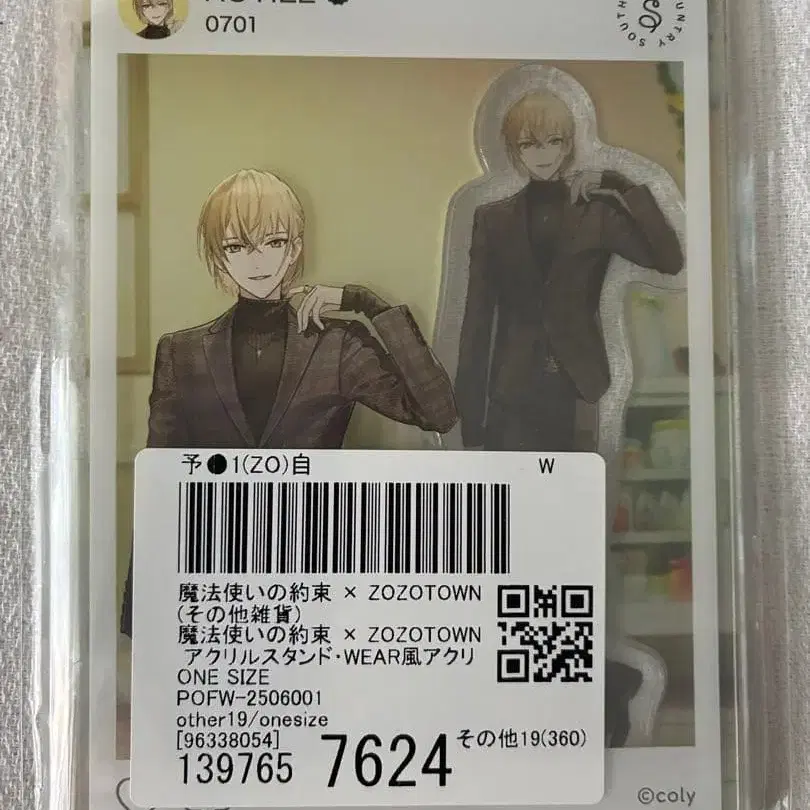 0701
SOUTH
UNTRY
予●1(ZO)自
W
魔法使いの約束 × ZOZOTOWN
(その他雑貨)
魔法使いの約束 × ZOZOTOWN
アクリルスタンド・WEAR風アクリ
ONE SIZE
POFW-2506001
other19/onesize
[96338054]
その他19(360)
139765 7624
©coly